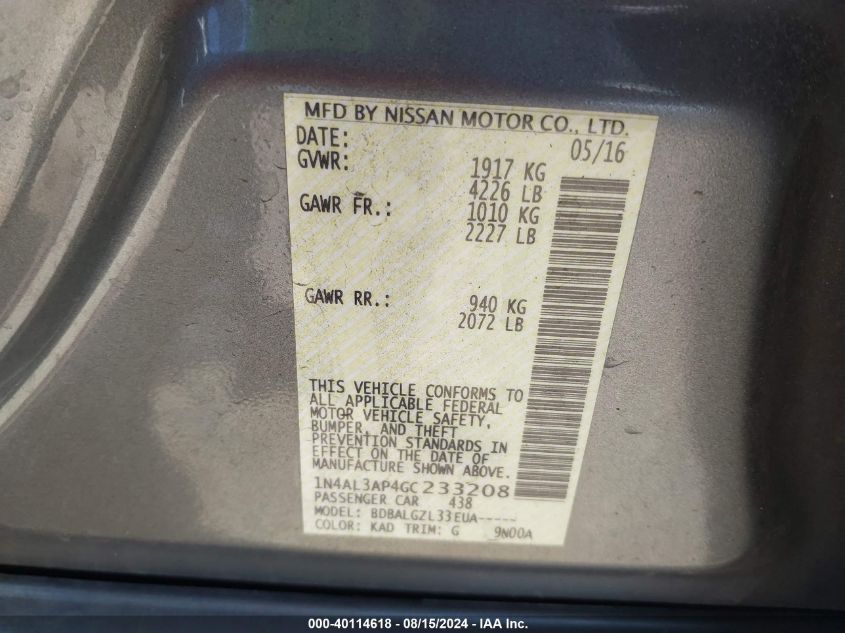 MFD BY NISSAN MOTOR CO., LTD.
DATE: 05/16
GVWR: 1917 KG
4226 LB
GAWR FR.: 1010 KG
2227 LB
GAWR RR.: 940 KG
2072 LB
THIS VEHICLE CONFORMS TO
ALL APPLICABLE FEDERAL
MOTOR VEHICLE SAFETY,
BUMPER, AND THEFT
PREVENTION STANDARDS IN
EFFECT ON THE DATE OF
MANUFACTURE SHOWN ABOVE.
1N4AL3AP4GC233208
PASSENGER CAR 438
MODEL: BDBALGZL33EUA-----
COLOR: KAD TRIM: G 9N00A
000-40114618 - 08/15/2024 - IAA Inc.